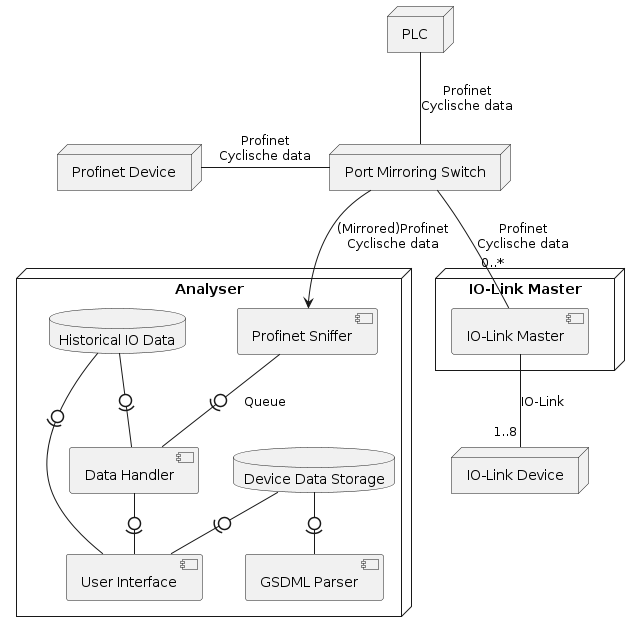 PLC
Profinet
Cyclische data
Profinet
Cyclische data
Profinet Device
Port Mirroring Switch
(Mirrored)Profinet
Cyclische data
Profinet
Cyclische data
0..*
Analyser
IO-Link Master
Historical IO Data
Profinet Sniffer
IO-Link Master
Queue
IO-Link
1..8
Data Handler
Device Data Storage
IO-Link Device
User Interface
GSDML Parser